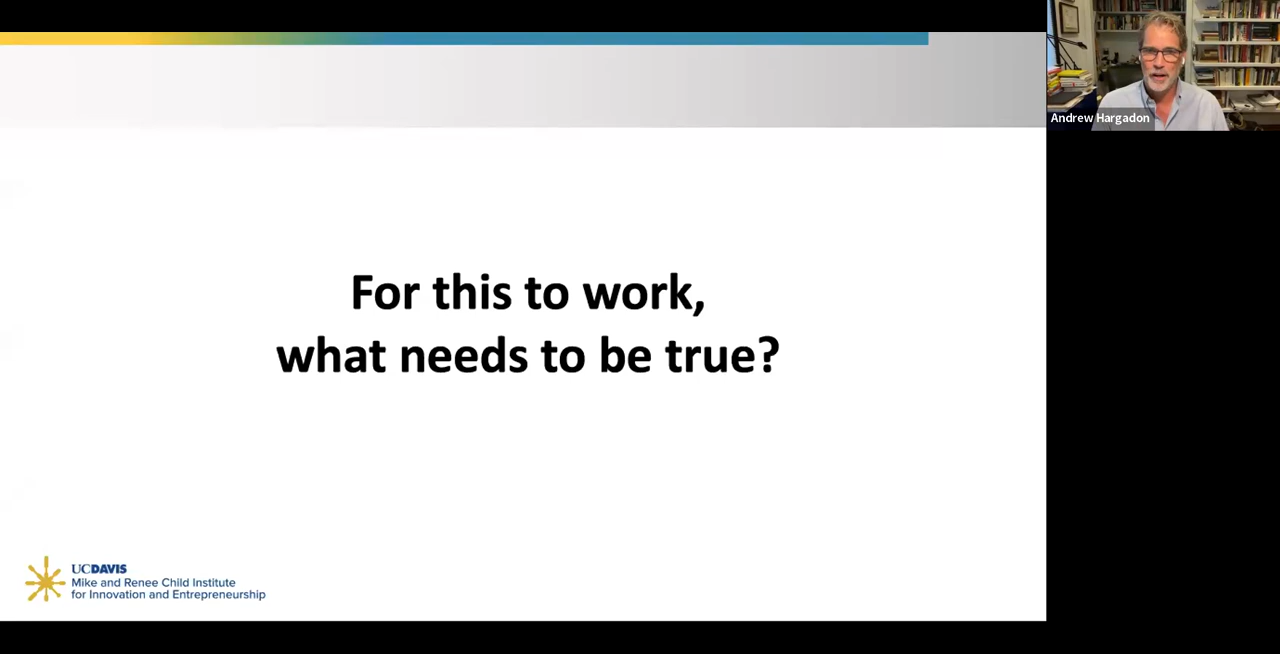 Andrew Hargadon
For this to work,
what needs to be true?
UCDAVIS
Mike and Renee Child Institute
for Innovation and Entrepreneurship